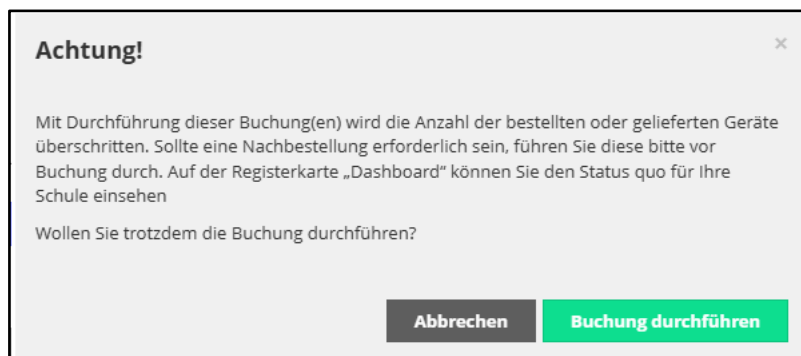 Achtung!
×
Mit Durchführung dieser Buchung(en) wird die Anzahl der bestellten oder gelieferten Geräte
überschritten. Sollte eine Nachbestellung erforderlich sein, führen Sie diese bitte vor
Buchung durch. Auf der Registerkarte „Dashboard“ können Sie den Status quo für Ihre
Schule einsehen
Wollen Sie trotzdem die Buchung durchführen?
Abbrechen Buchung durchführen